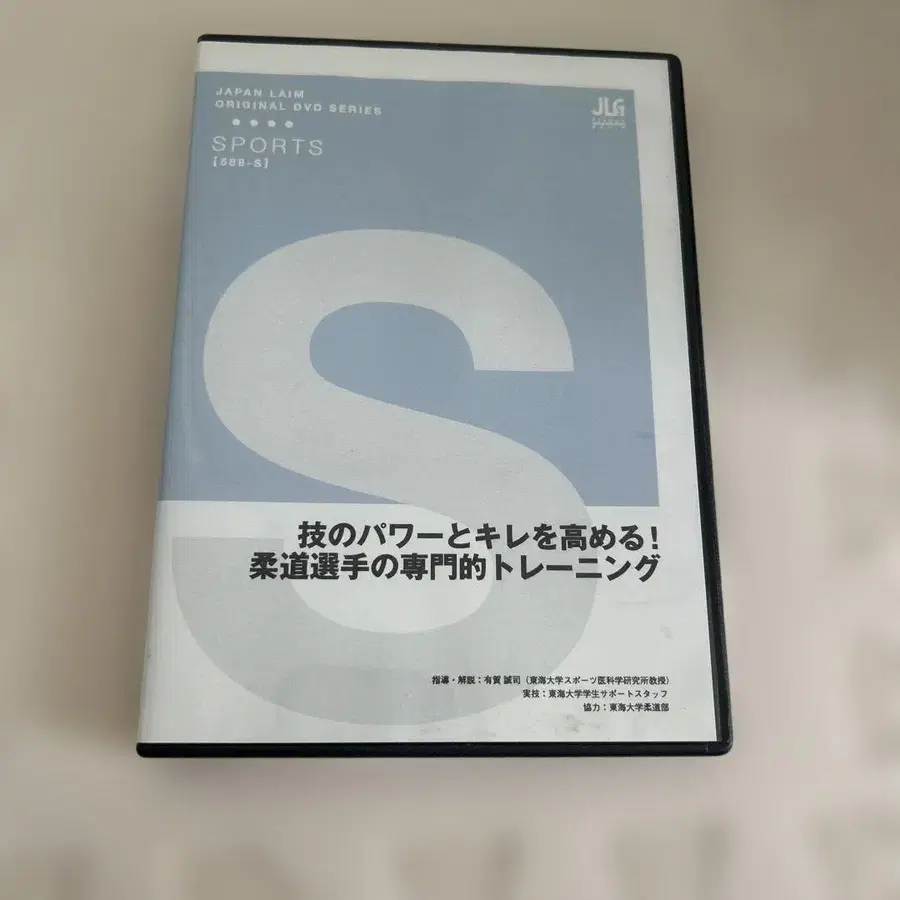 JAPAN LAIM
ORIGINAL DVD SERIES
SPORTS
JLG
S
技のパワーとキレを高める!
柔道選手の専門的トレーニング
指導・解説:有賀 誠司(東海大学スポーツ医科学研究所教授)
実技:東海大学学生サポートスタッフ
協力:東海大学柔道部